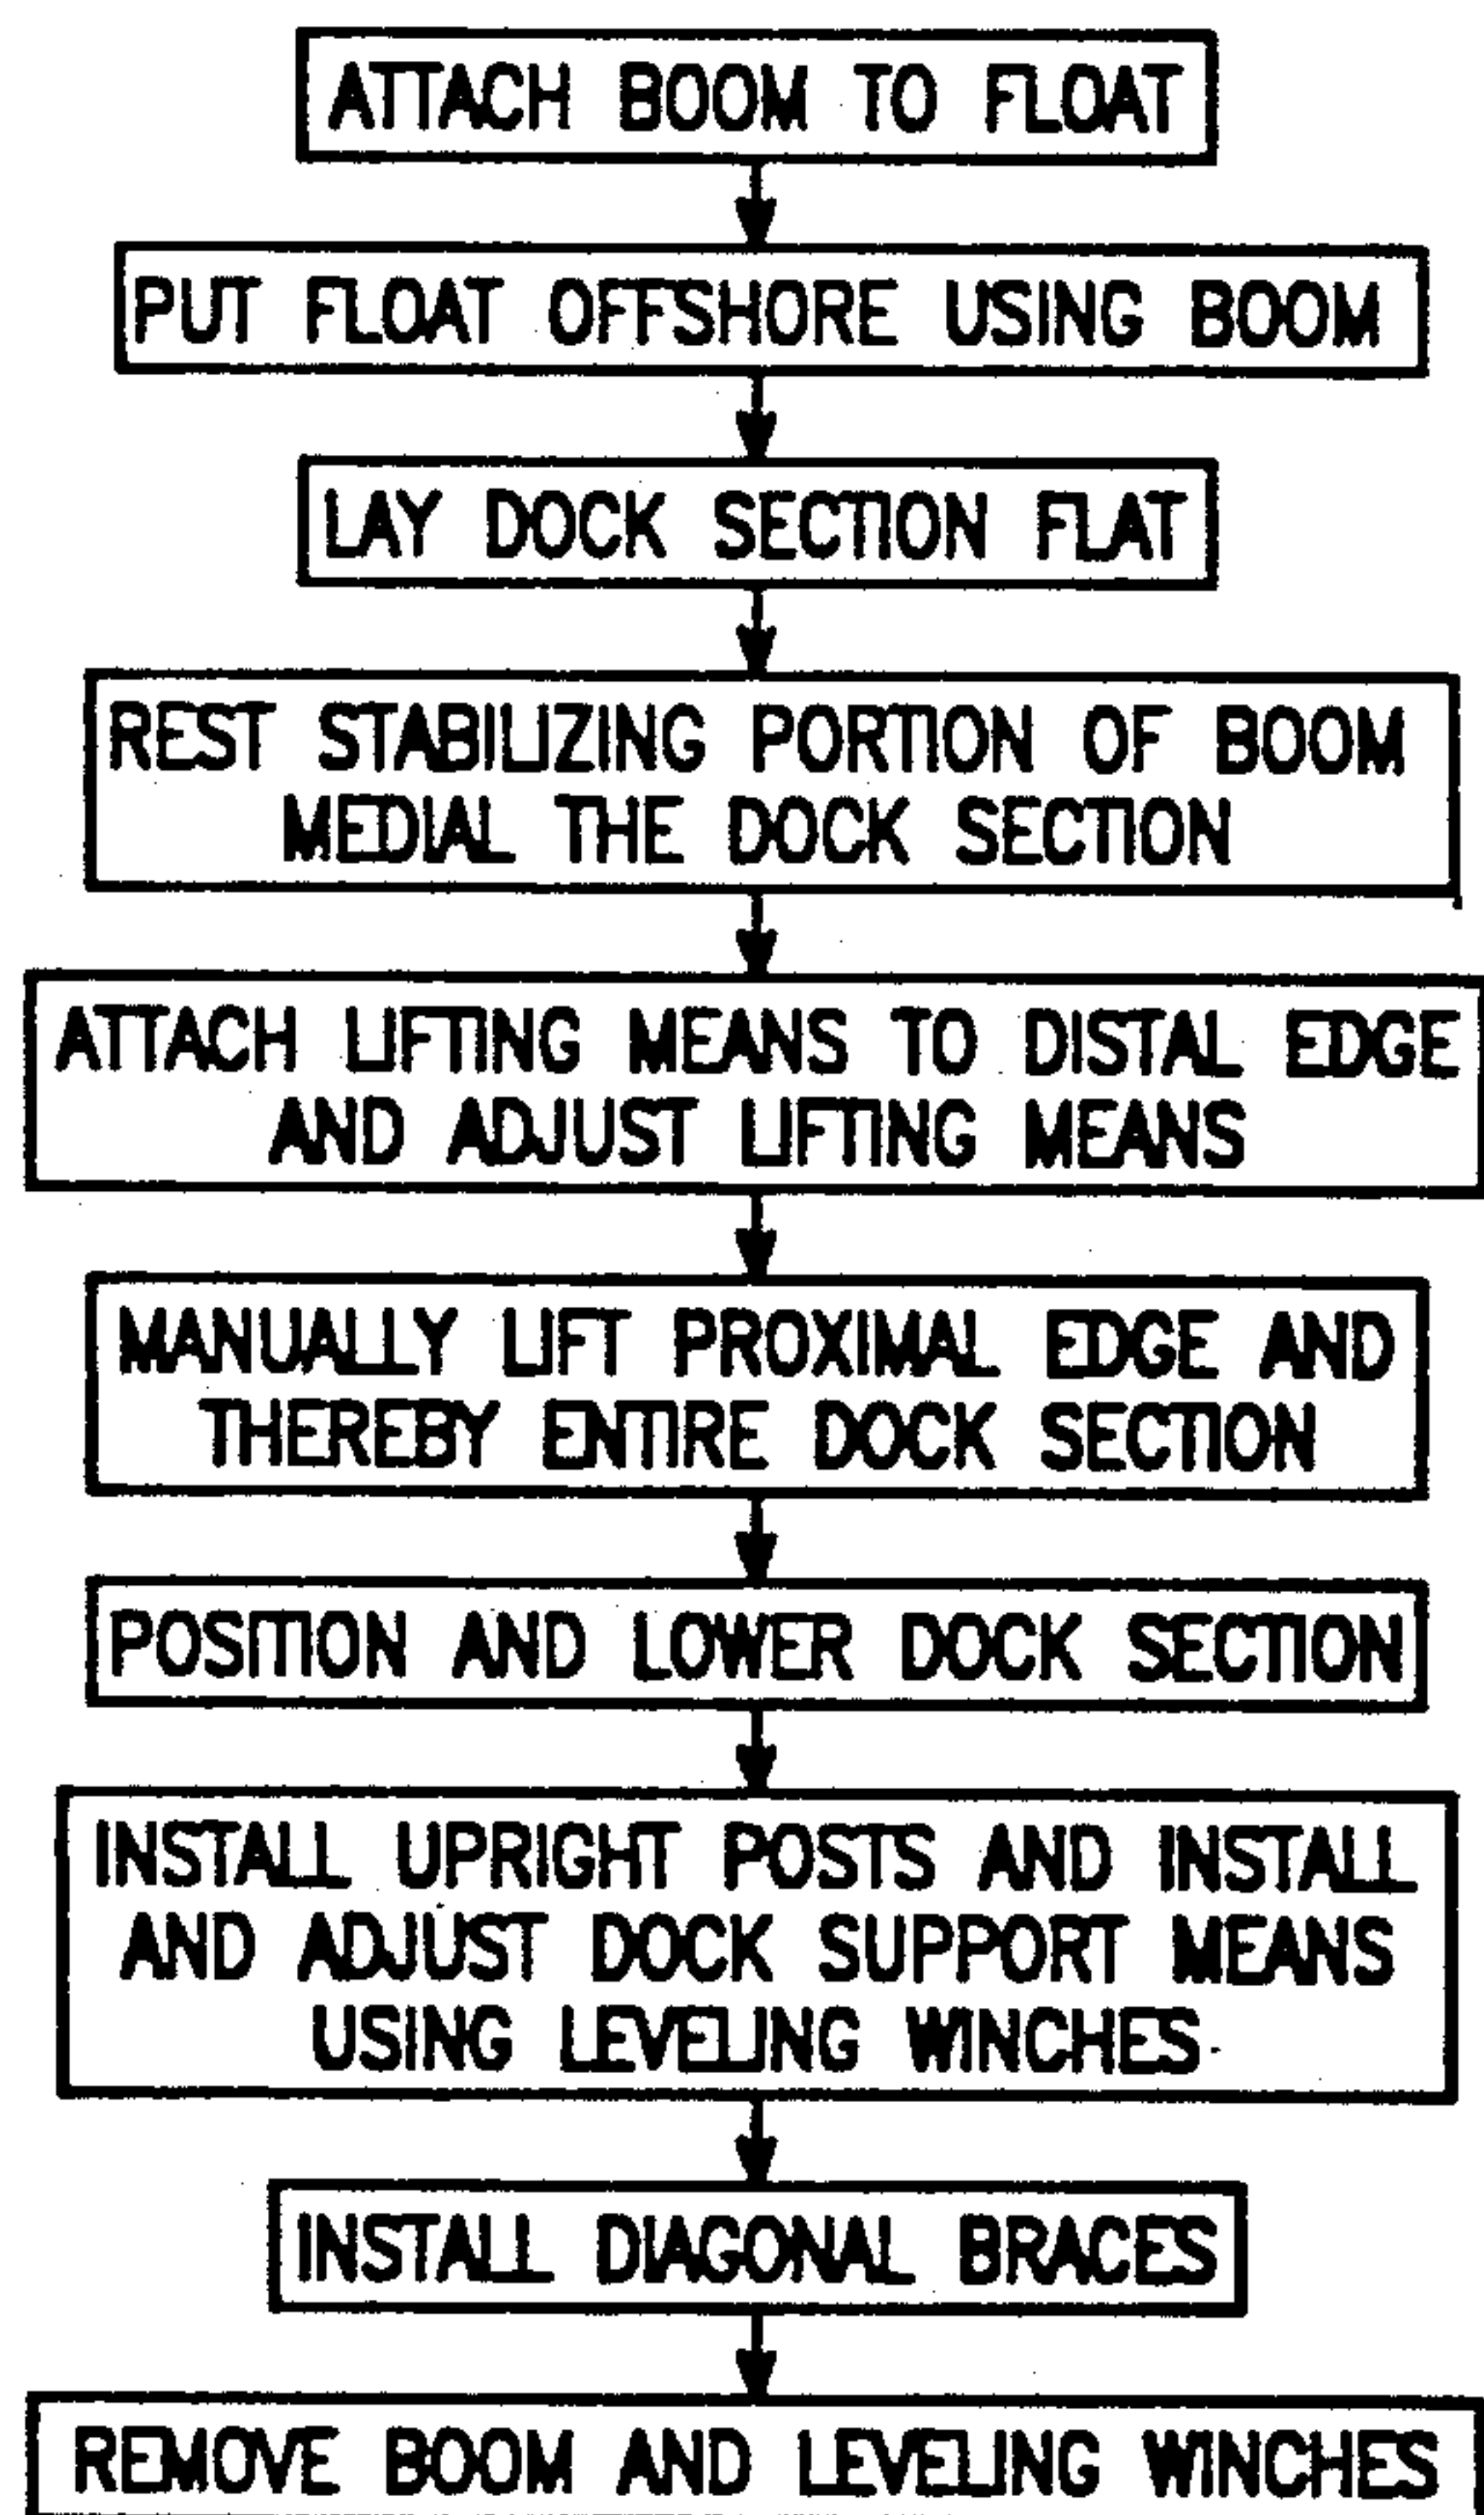 ATTACH BOOM TO FLOAT
PUT FLOAT OFFSHORE USING BOOM
LAY DOCK SECTION FLAT
REST STABILIZING PORTION OF BOOM
MEDIAL THE DOCK SECTION
ATTACH LIFTING MEANS TO DISTAL EDGE
AND ADJUST LIFTING MEANS
MANUALLY LIFT PROXIMAL EDGE AND
THEREBY ENTIRE DOCK SECTION
POSITION AND LOWER DOCK SECTION
INSTALL UPRIGHT POSTS AND INSTALL
AND ADJUST DOCK SUPPORT MEANS
USING LEVELING WINCHES
INSTALL DIAGONAL BRACES
REMOVE BOOM AND LEVELING WINCHES